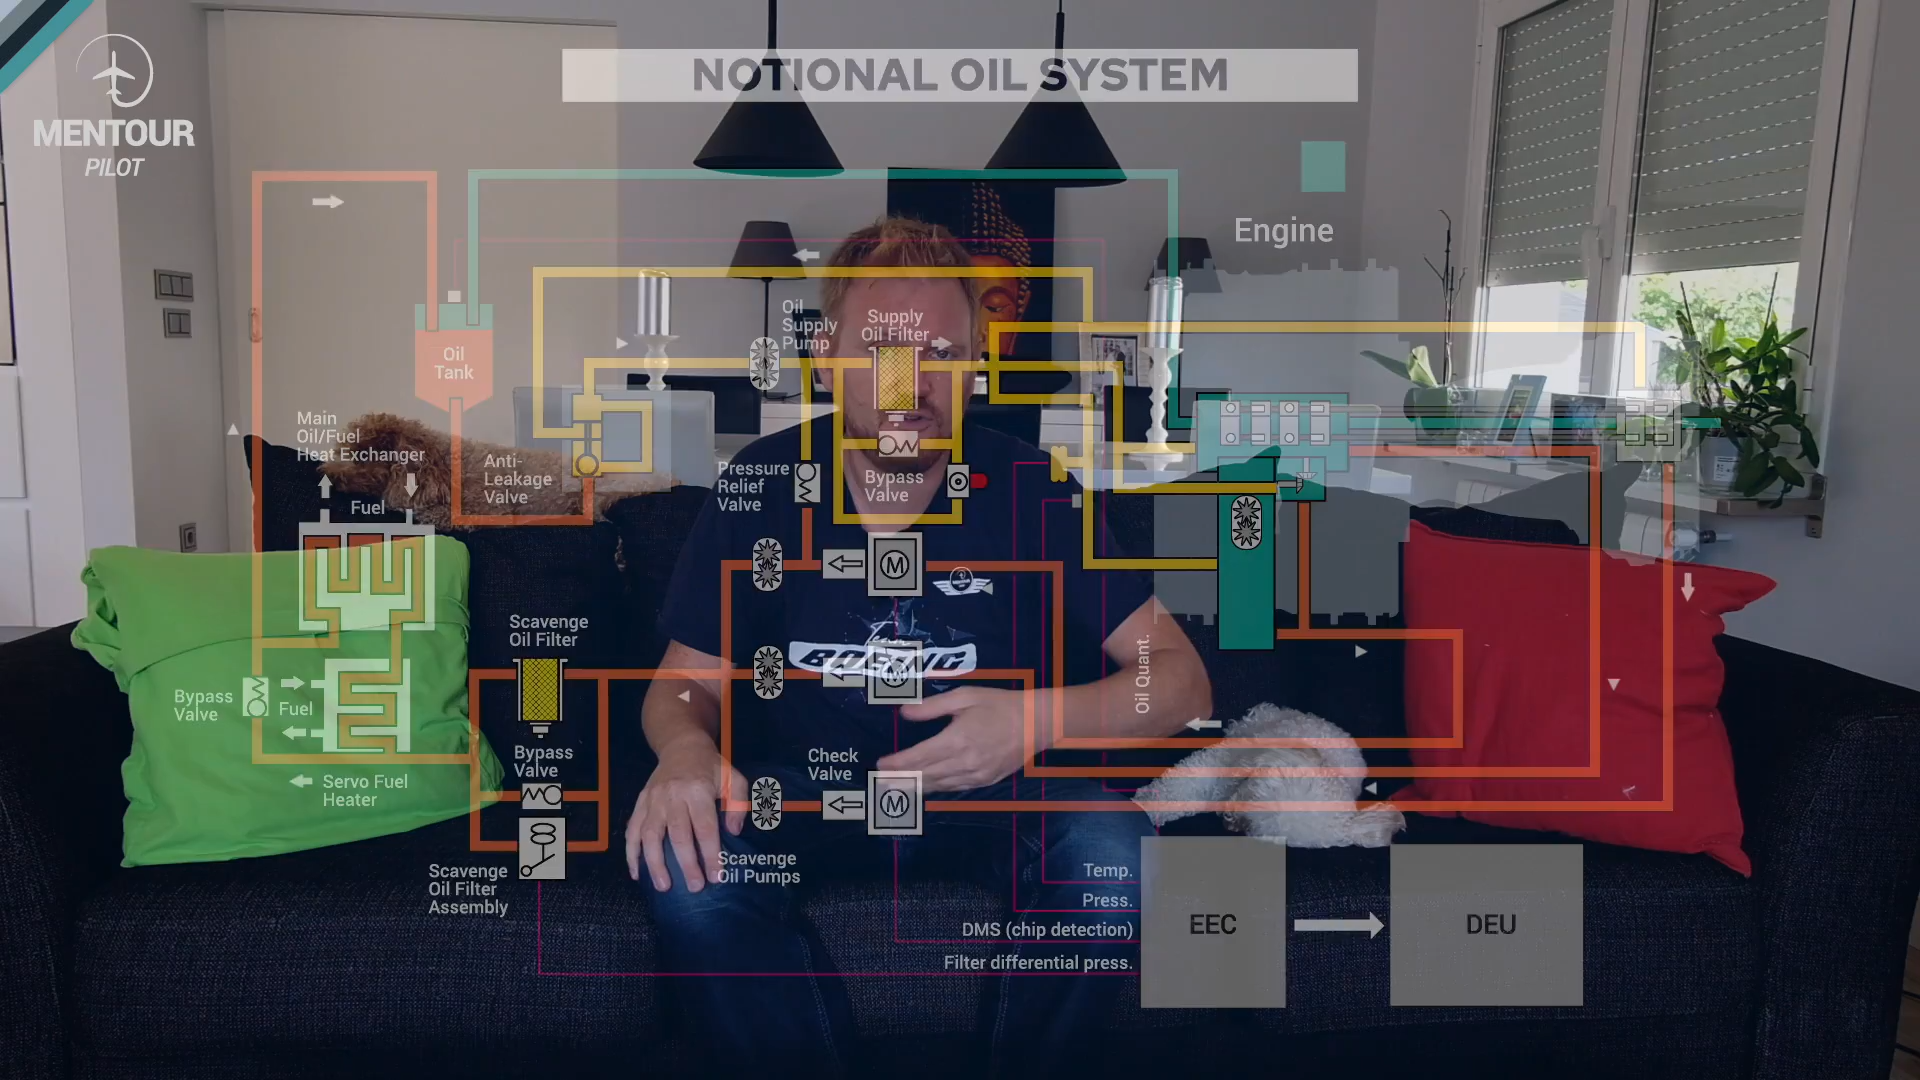 NOTIONAL OIL SYSTEM
MENTOUR
PILOT
Engine
Oil
Supply
Pump
Supply
Oil Filter
Oil
Tank
Main
Oil/Fuel
Heat Exchanger
Anti-
Leakage
Valve
Pressure
Relief
Valve
Bypass
Valve
Fuel
M
Scavenge
Oil Filter
BOEING
M
Oil Quant.
Bypass
Valve
Fuel
Bypass
Valve
Check
Valve
Servo Fuel
Heater
M
Scavenge
Oil Filter
Assembly
Scavenge
Oil Pumps
Temp.
Press.
DMS (chip detection)
Filter differential press.
EEC
DEU